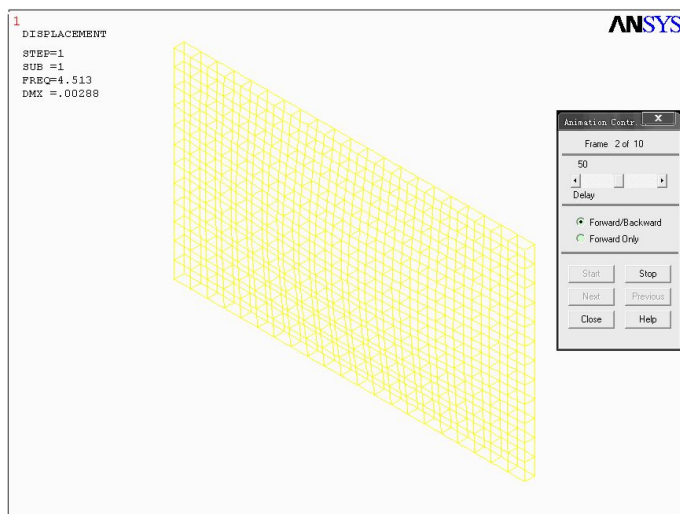 1
DISPLACEMENT
STEP=1
SUB =1
FREQ=4.513
DMX =.00288
ANSYS
Animation Contr...
Frame 2 of 10
50
Delay
Forward/Backward
Forward Only
Start Stop
Next Previous
Close Help